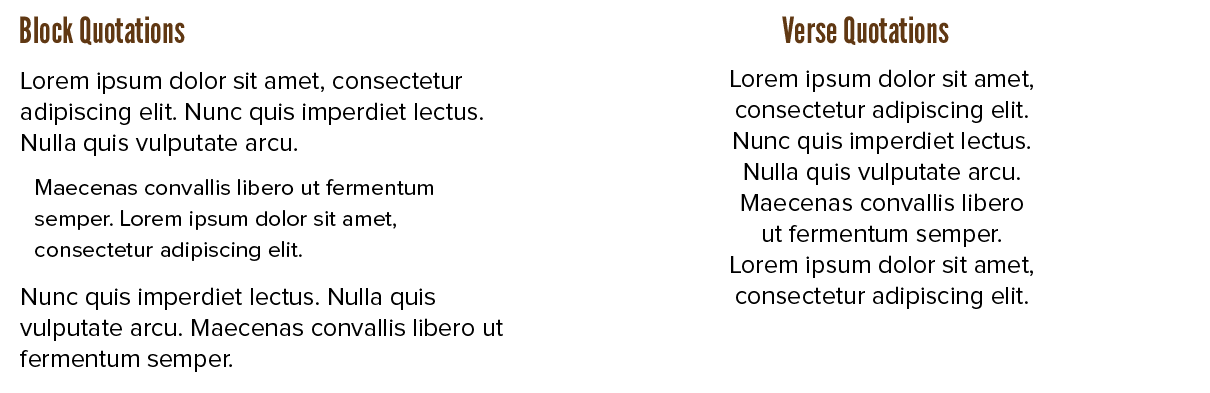 Block Quotations
Lorem ipsum dolor sit amet, consectetur
adipiscing elit. Nunc quis imperdiet lectus.
Nulla quis vulputate arcu.
Maecenas convallis libero ut fermentum
semper. Lorem ipsum dolor sit amet,
consectetur adipiscing elit.
Nunc quis imperdiet lectus. Nulla quis
vulputate arcu. Maecenas convallis libero ut
fermentum semper.
Verse Quotations
Lorem ipsum dolor sit amet,
consectetur adipiscing elit.
Nunc quis imperdiet lectus.
Nulla quis vulputate arcu.
Maecenas convallis libero
ut fermentum semper.
Lorem ipsum dolor sit amet,
consectetur adipiscing elit.